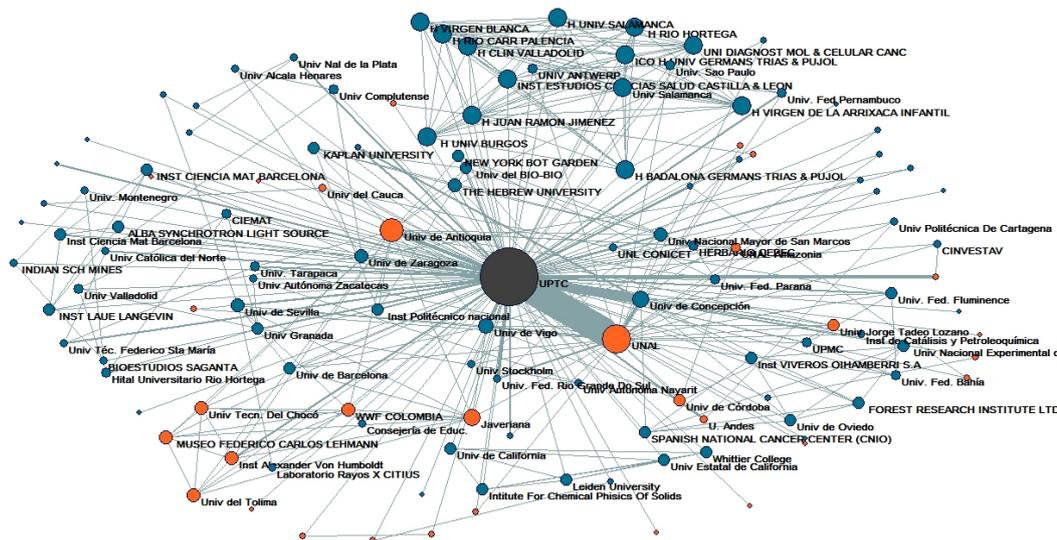 H VIRGEN BLANCA
H UNIV SALAMANCA
H RIO HORTEGA
H RIO CARR PALENCIA
H CLIN VALLADOLID
UNI DIAGNOST MOL & CELULAR CANC
ICO H UNIV GERMANS TRIAS & PUJOL
Univ Nal de la Plata
Univ Alcala Henares
UNIV ANTWERP
Univ. Sao Paulo
INST ESTUDIOS CIENCIAS SALUD CASTILLA & LEON
Univ Complutense
Univ Salamanca
Univ. Fed Pernambuco
H VIRGEN DE LA ARRIXACA INFANTIL
H JUAN RAMON JIMENEZ
H UNIV BURGOS
KAPLAN UNIVERSITY
NEW YORK BOT GARDEN
Univ del BIO-BIO
INST CIENCIA MAT BARCELONA
H BADALONA GERMANS TRIAS & PUJOL
THE HEBREW UNIVERSITY
Univ del Cauca
Univ. Montenegro
CIEMAT
Univ Politécnica De Cartagena
ALBA SYNCHROTRON LIGHT SOURCE
Univ de Antioquia
Inst Ciencia Mat Barcelona
Univ Nacional Mayor de San Marcos
UNL CONICET
UNAL Amazonia
CINVESTAV
Univ Católica del Norte
Univ de Zaragoza
INDIAN SCH MINES
Univ. Tarapaca
Univ Autónoma Zacatecas
UPTC
Univ. Fed. Parana
Univ Valladolid
Univ. Fed. Fluminence
Univ de Concepción
Univ de Sevilla
INST LAUE LANGEVIN
Inst Politécnico nacional
Univ de Vigo
Univ Granada
Univ Jorge Tadeo Lozano
Inst de Catálisis y Petroleoquímica
UNAL
Univ Téc. Federico Sta María
UPMC
Univ Nacional Experimental d
BIOESTUDIOS SAGANTA
Inst VIVEROS OIHAMBERRI S.A
Univ de Barcelona
Univ Stockholm
Hital Universitario Rio Hortega
Univ. Fed. Rio Grando Do Sul
Univ Autónoma Nayarit
Univ. Fed. Bahía
Univ de Córdoba
FOREST RESEARCH INSTITUTE LTD
Univ Tecn. Del Chocó
WWF COLOMBIA
Javeriana
U. Andes
Univ de Oviedo
Consejería de Educ.
MUSEO FEDERICO CARLOS LEHMANN
SPANISH NATIONAL CANCER CENTER (CNIO)
Univ de California
Whittier College
Inst Alexander Von Humboldt
Univ Estatal de California
Laboratorio Rayos X CITIUS
Leiden University
Intitute For Chemical Phisics Of Solids
Univ del Tolima